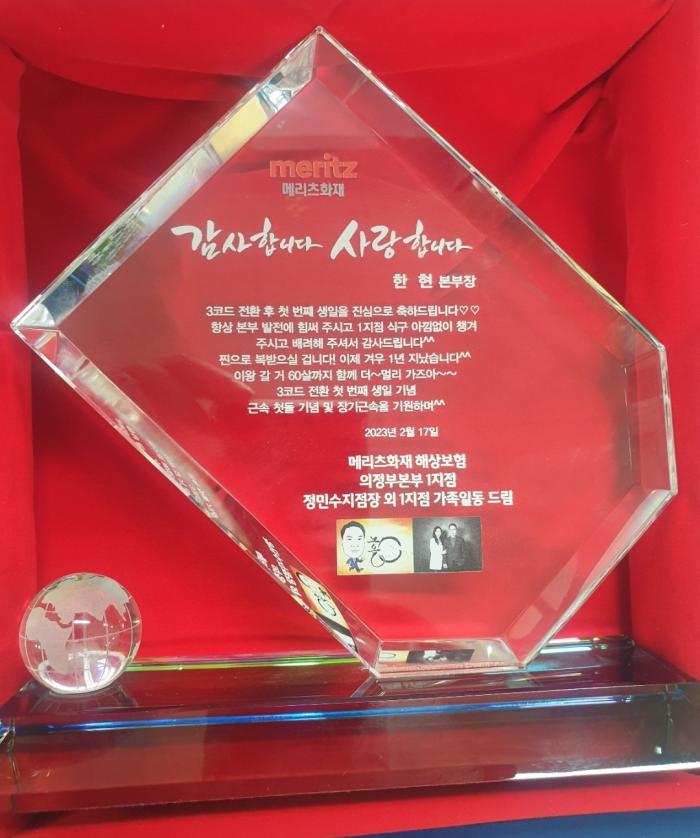 meritz
메리츠화재
감사합니다 사랑합니다
한 현 본부장
3코드 전환 후 첫 번째 생일을 진심으로 축하드립니다♡♡
항상 본부 발전에 힘써 주시고 1지점 식구 아낌없이 챙겨
주시고 배려해 주셔서 감사드립니다^^
찐으로 복받으실 겁니다! 이제 겨우 1년 지났습니다^^
이왕 갈 거 60살까지 함께 더~멀리 가즈아~~
3코드 전환 첫 번째 생일 기념
근속 첫돌 기념 및 장기근속을 기원하며^^
2023년 2월 17일
메리츠화재 해상보험
의정부본부 1지점
정민수지점장 외 1지점 가족일동 드림